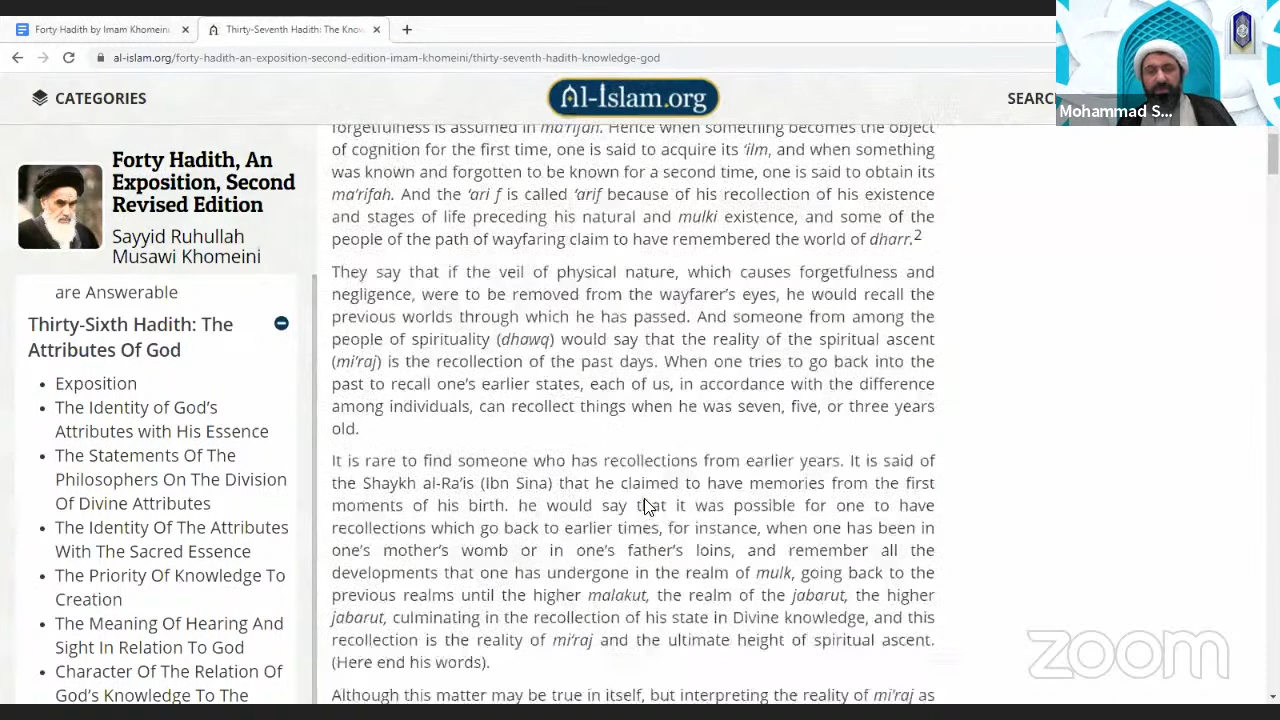 Forty Hadith by Imam Khomeini
Thirty-Seventh Hadith: The Know
al-islam.org/forty-hadith-an-exposition-second-edition-imam-khomeini/thirty-seventh-hadith-knowledge-god
Mohammad S...
CATEGORIES
Al-Islam.org
SEARC
Forty Hadith, An
Exposition, Second
Revised Edition
Sayyid Ruhullah
Musawi Khomeini
are Answerable
Thirty-Sixth Hadith: The
Attributes Of God
• Exposition
• The Identity of God's
Attributes with His Essence
• The Statements Of The
Philosophers On The Division
Of Divine Attributes
• The Identity Of The Attributes
With The Sacred Essence
• The Priority Of Knowledge To
Creation
• The Meaning Of Hearing And
Sight In Relation To God
• Character Of The Relation Of
God's Knowledge To The
forgetfulness is assumed in ma'rifah. Hence when something becomes the object
of cognition for the first time, one is said to acquire its 'ilm, and when something
was known and forgotten to be known for a second time, one is said to obtain its
ma'rifah. And the 'ari f is called 'arif because of his recollection of his existence
and stages of life preceding his natural and mulki existence, and some of the
people of the path of wayfaring claim to have remembered the world of dharr.2
They say that if the veil of physical nature, which causes forgetfulness and
negligence, were to be removed from the wayfarer's eyes, he would recall the
previous worlds through which he has passed. And someone from among the
people of spirituality (dhawq) would say that the reality of the spiritual ascent
(mi'raj) is the recollection of the past days. When one tries to go back into the
past to recall one's earlier states, each of us, in accordance with the difference
among individuals, can recollect things when he was seven, five, or three years
old.
It is rare to find someone who has recollections from earlier years. It is said of
the Shaykh al-Ra'is (Ibn Sina) that he claimed to have memories from the first
moments of his birth. he would say that it was possible for one to have
recollections which go back to earlier times, for instance, when one has been in
one's mother's womb or in one's father's loins, and remember all the
developments that one has undergone in the realm of mulk, going back to the
previous realms until the higher malakut, the realm of the jabarut, the higher
jabarut, culminating in the recollection of his state in Divine knowledge, and this
recollection is the reality of mi'raj and the ultimate height of spiritual ascent.
(Here end his words).
Although this matter may be true in itself, but interpreting the reality of mi'raj as
zoom